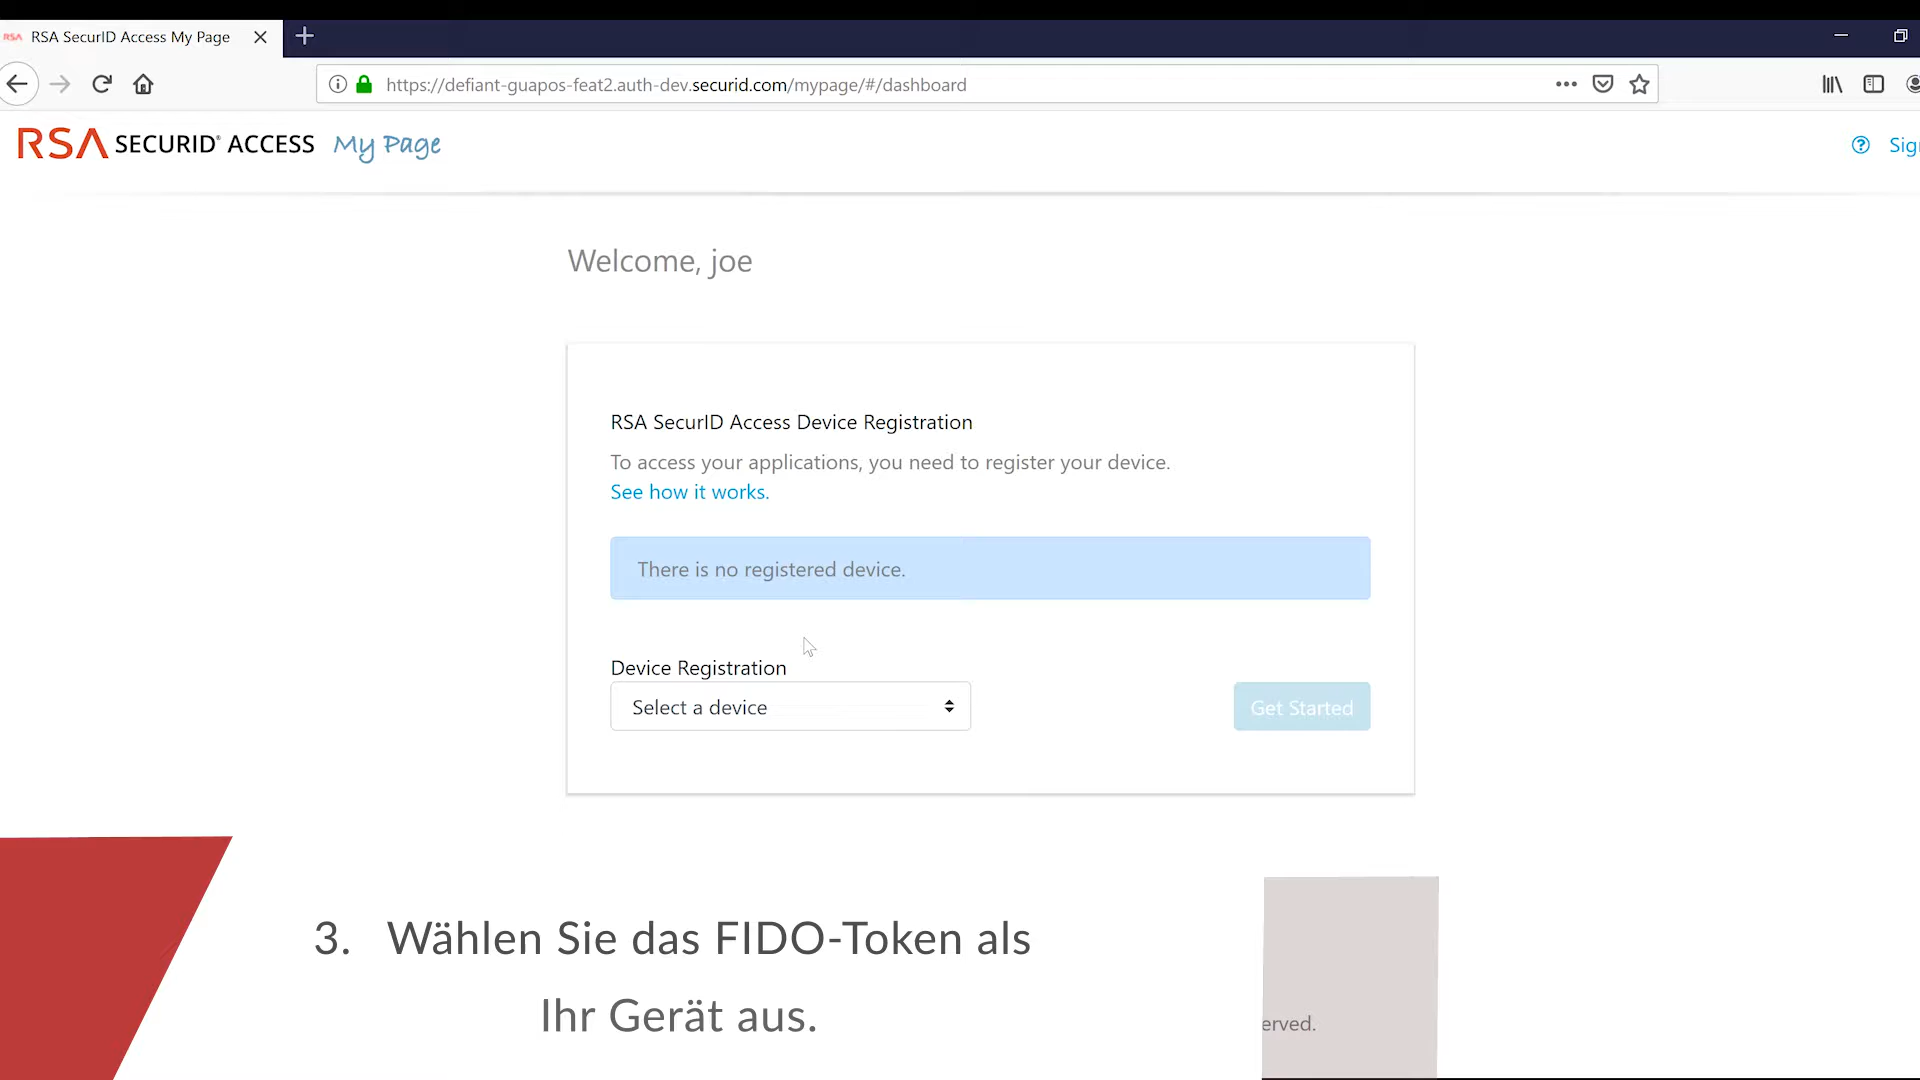 RSA RSA SecurID Access My Page
https://defiant-guapos-feat2.auth-dev.securid.com/mypage/#/dashboard
RSA SECURID® ACCESS My Page
Welcome, joe
RSA SecurID Access Device Registration
To access your applications, you need to register your device.
See how it works.
There is no registered device.
Device Registration
Select a device
Get Started
3. Wählen Sie das FIDO-Token als
Ihr Gerät aus.